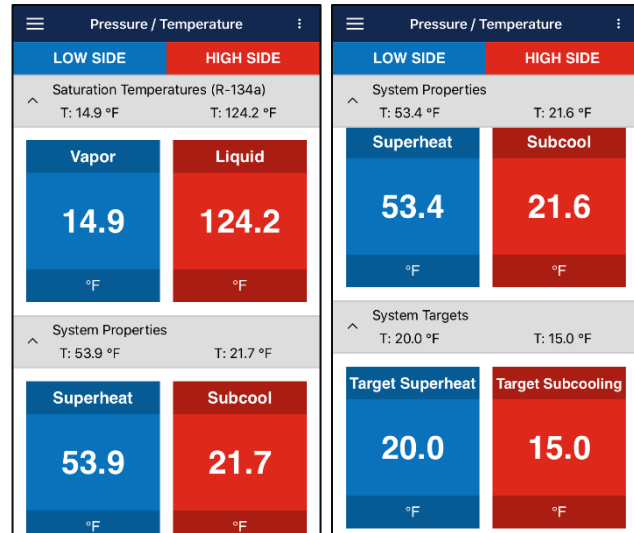 Pressure / Temperature
LOW SIDE HIGH SIDE
Saturation Temperatures (R-134a)
T: 14.9 °F T: 124.2 °F
Vapor Liquid
14.9 124.2
°F °F
System Properties
T: 53.9 °F T: 21.7 °F
Superheat Subcool
53.9 21.7
°F °F
Pressure / Temperature
LOW SIDE HIGH SIDE
System Properties
T: 53.4 °F T: 21.6 °F
Superheat Subcool
53.4 21.6
°F °F
System Targets
T: 20.0 °F T: 15.0 °F
Target Superheat Target Subcooling
20.0 15.0
°F °F